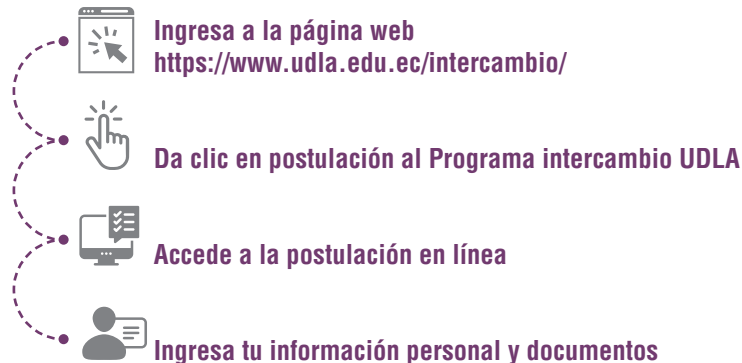 Ingresa a la página web
https://www.udla.edu.ec/intercambio/
Da clic en postulación al Programa intercambio UDLA
Accede a la postulación en línea
Ingresa tu información personal y documentos